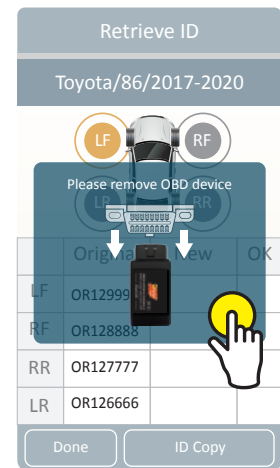 Retrieve ID
Toyota/86/2017-2020
LF
RF
Please remove OBD device
LR
RR
Original New OK
LF OR12999
RF OR128888
RR OR127777
LR OR126666
Done ID Copy